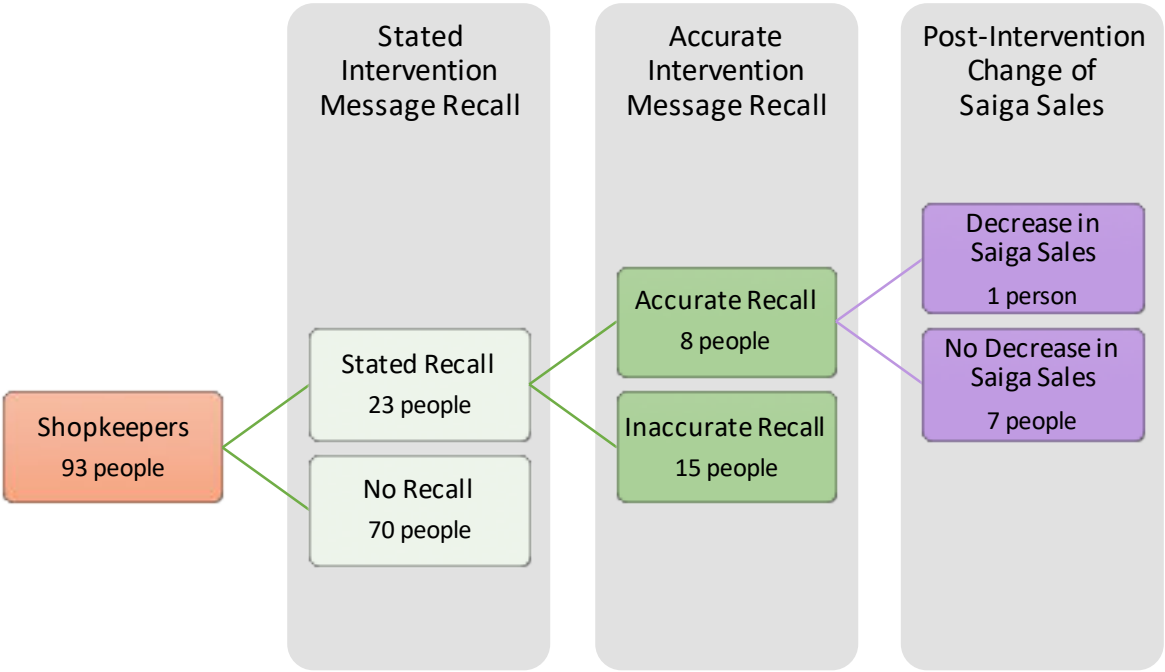 Stated
Intervention
Message Recall
Accurate
Intervention
Message Recall
Post-Intervention
Change of
Saiga Sales
Shopkeepers
93 people
Stated Recall
23 people
No Recall
70 people
Accurate Recall
8 people
Inaccurate Recall
15 people
Decrease in
Saiga Sales
1 person
No Decrease in
Saiga Sales
7 people